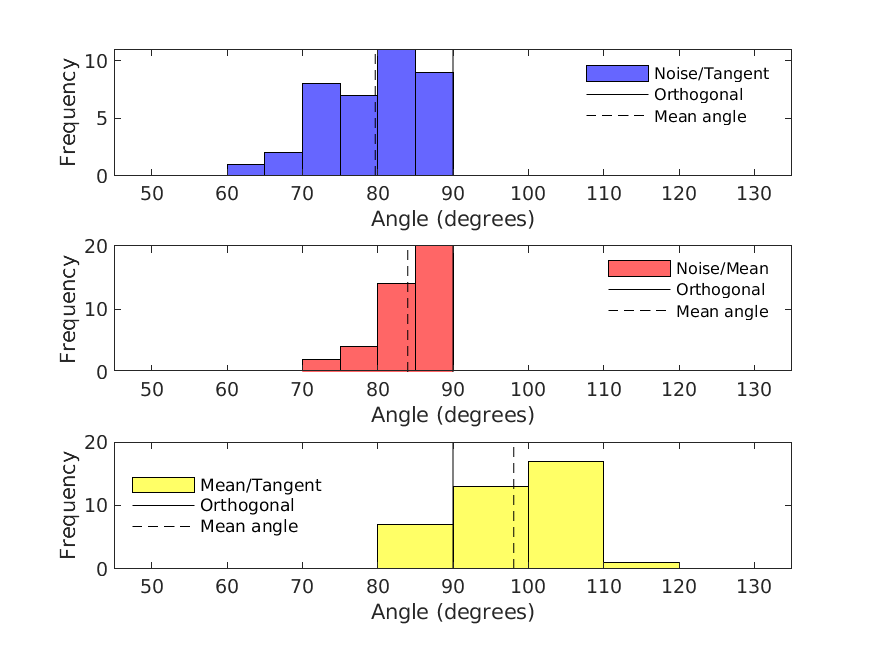 Frequency
10
5
0
Noise/Tangent
Orthogonal
Mean angle
50 60 70 80 90 100 110 120 130
Angle (degrees)
Frequency
20
10
0
Noise/Mean
Orthogonal
Mean angle
50 60 70 80 90 100 110 120 130
Angle (degrees)
Frequency
20
10
0
Mean/Tangent
Orthogonal
Mean angle
50 60 70 80 90 100 110 120 130
Angle (degrees)